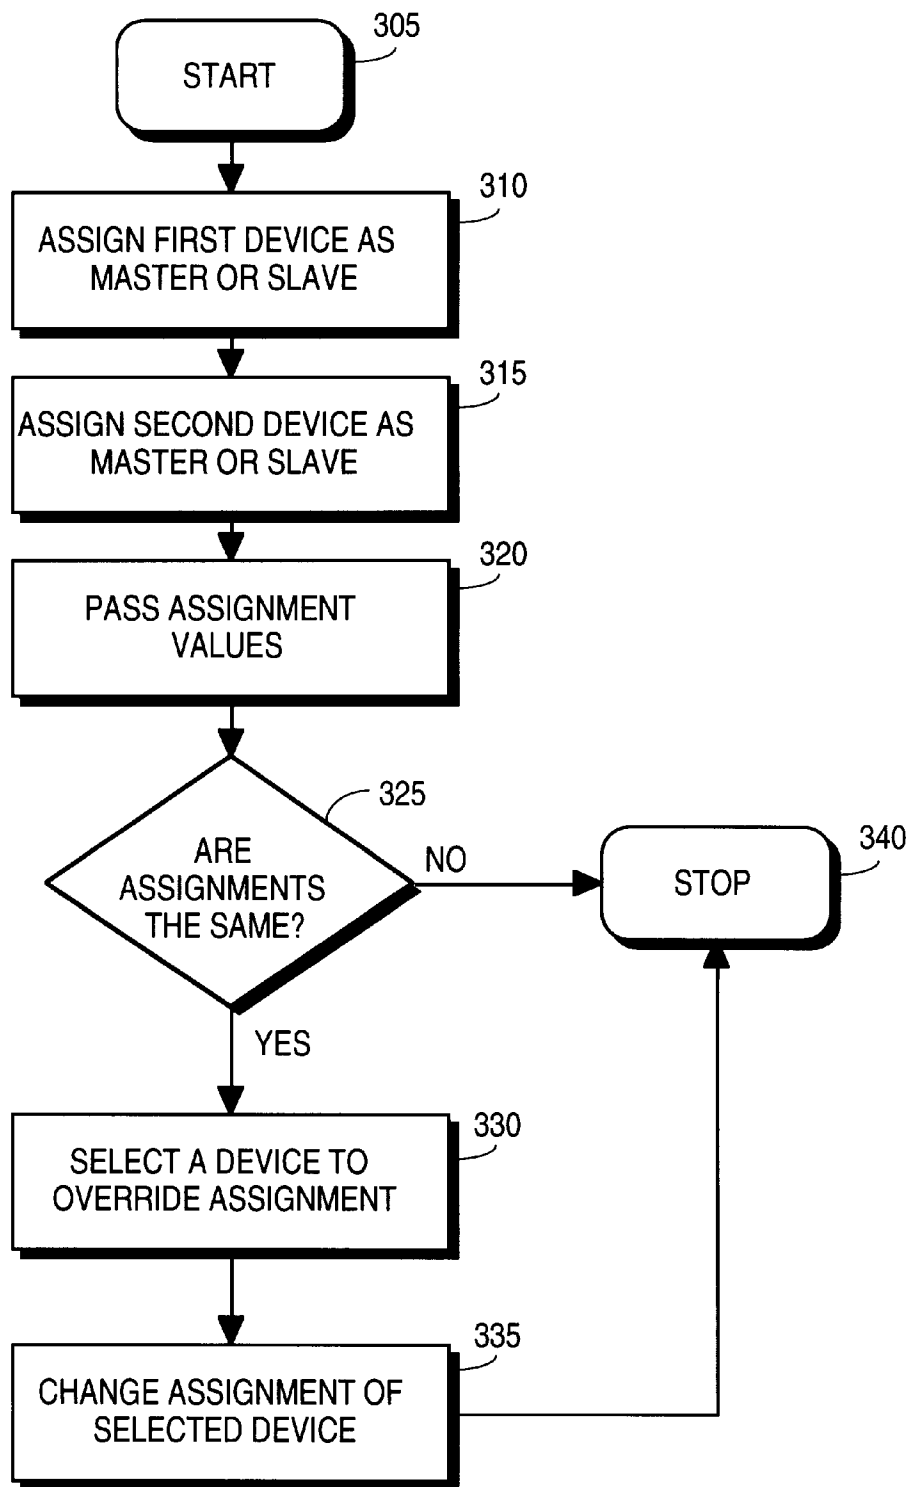 305
START
310
ASSIGN FIRST DEVICE AS
MASTER OR SLAVE
315
ASSIGN SECOND DEVICE AS
MASTER OR SLAVE
320
PASS ASSIGNMENT
VALUES
325
ARE
ASSIGNMENTS
THE SAME?
NO
340
STOP
YES
330
SELECT A DEVICE TO
OVERRIDE ASSIGNMENT
335
CHANGE ASSIGNMENT OF
SELECTED DEVICE